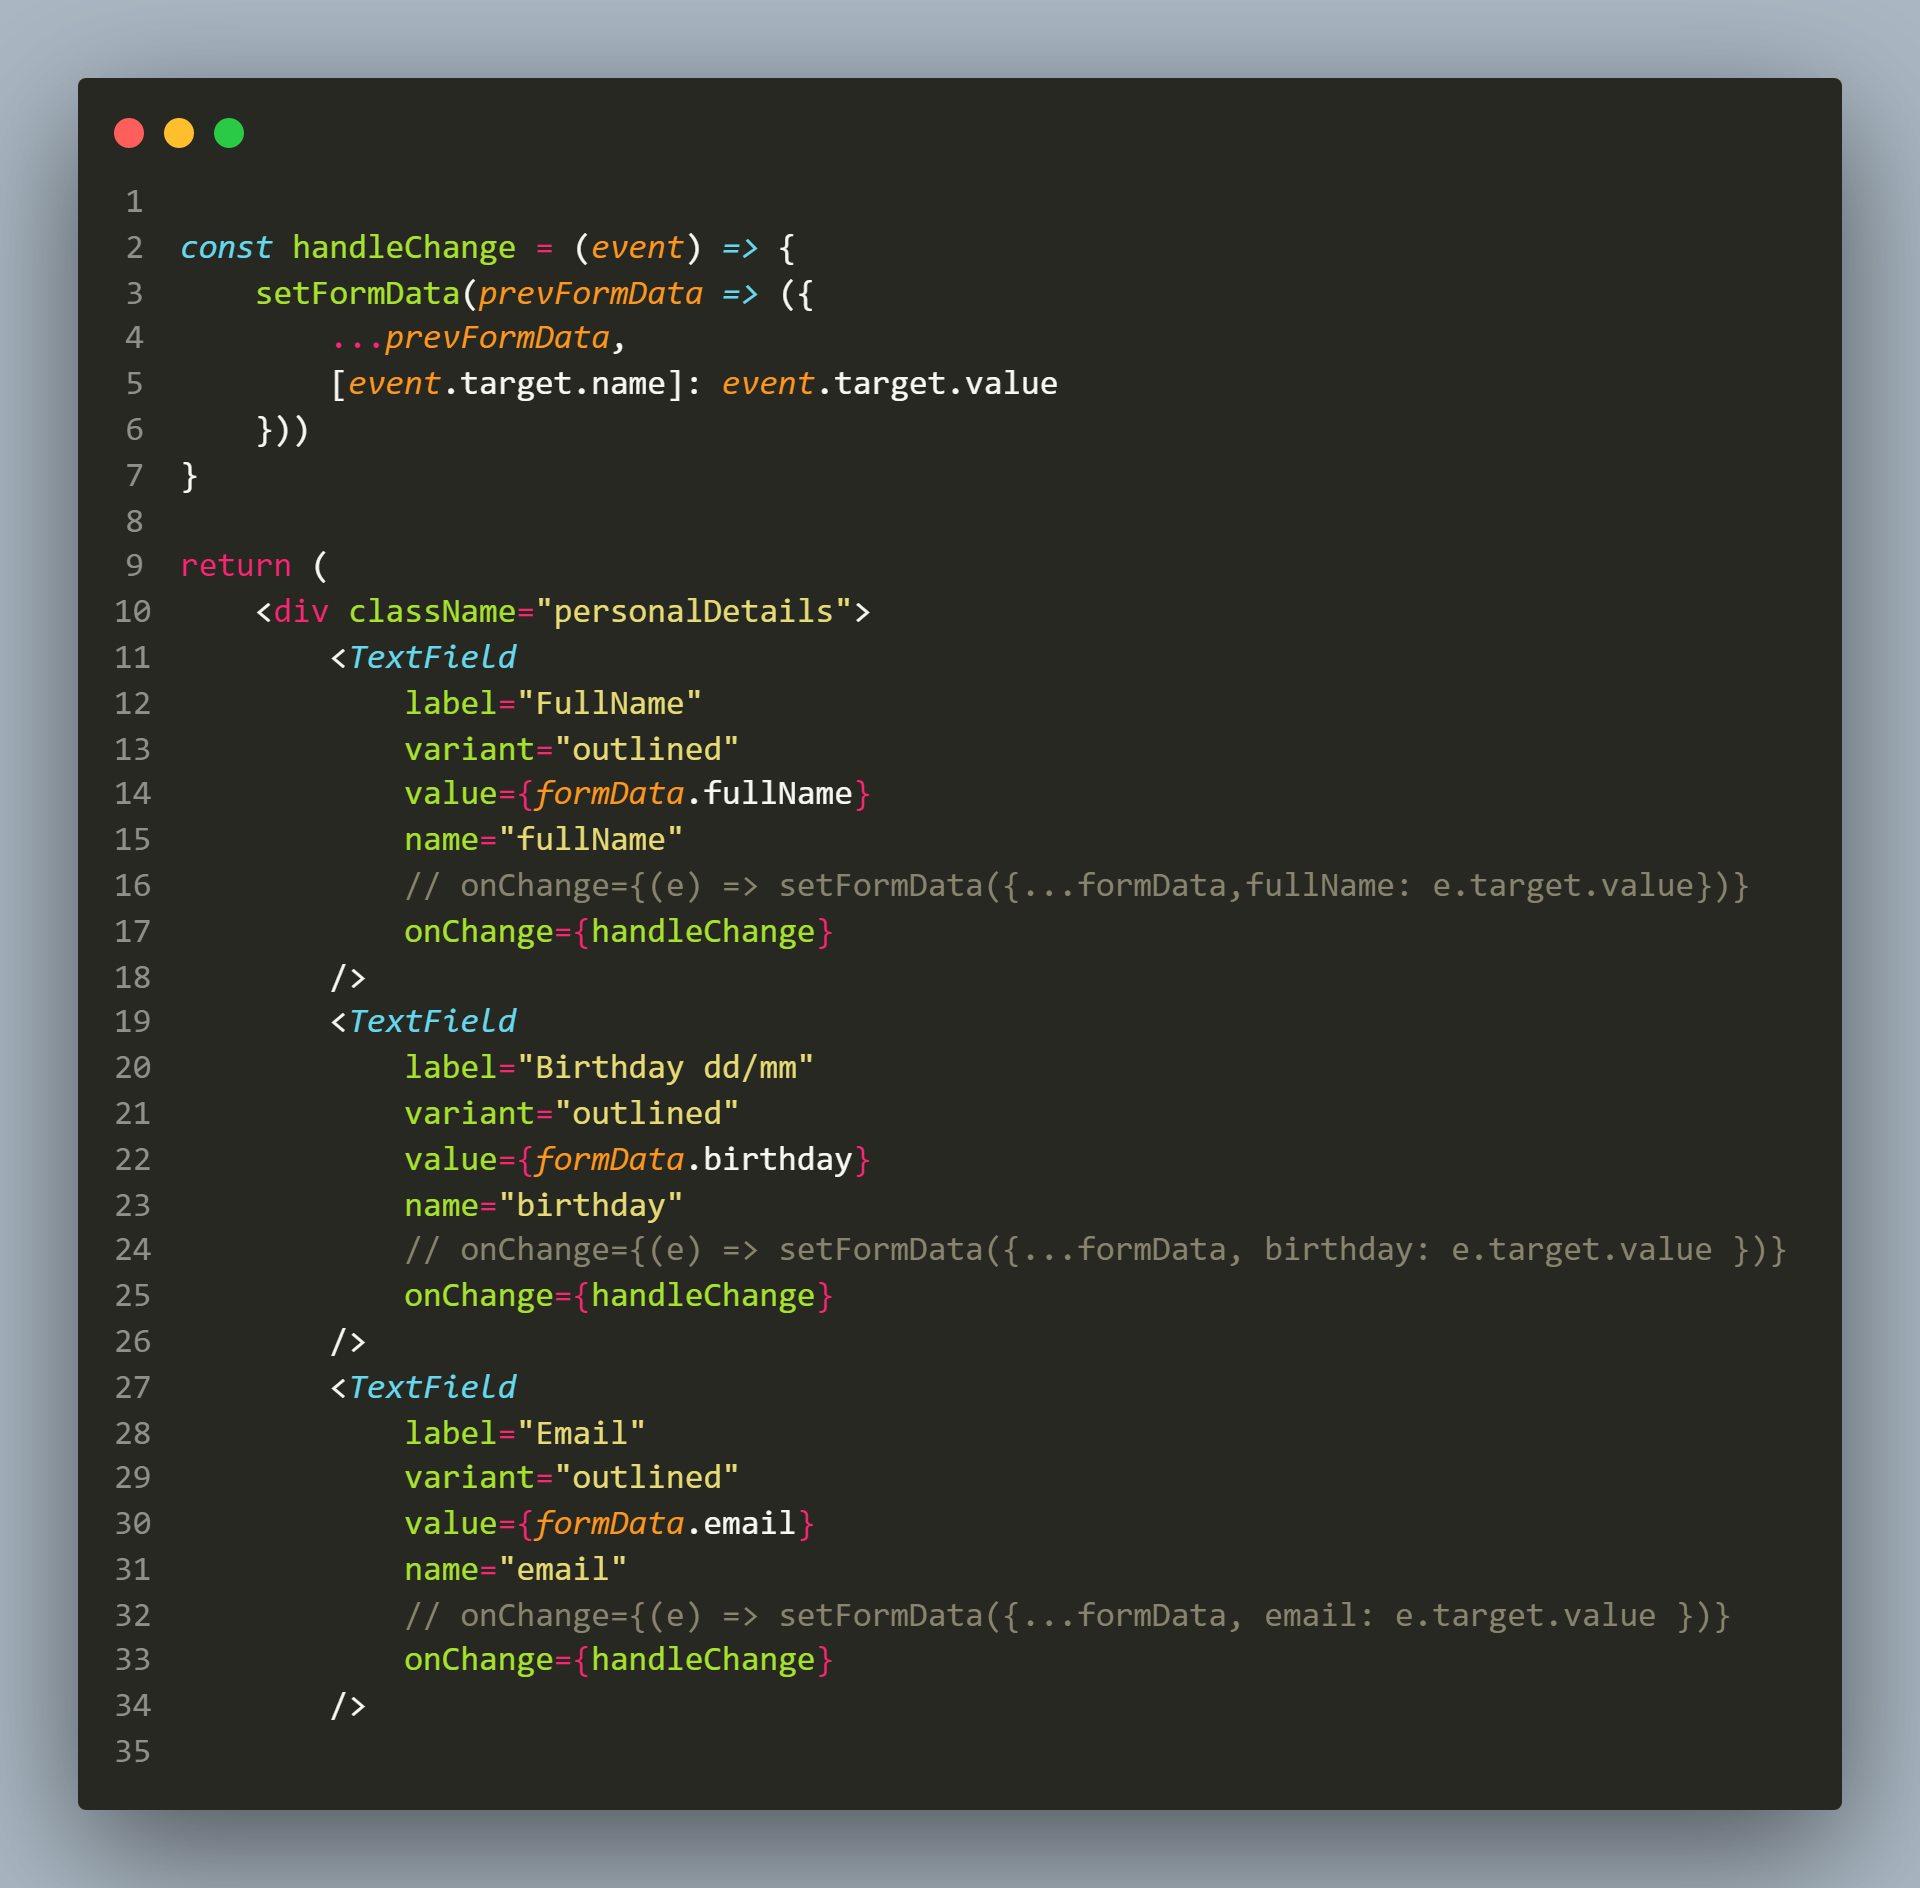 1
2 const handleChange = (event) => {
3     setFormData(prevFormData => ({
4         ...prevFormData,
5         [event.target.name]: event.target.value
6     }))
7 }
8
9 return (
10     <div className="personalDetails">
11         <TextField
12             label="FullName"
13             variant="outlined"
14             value={formData.fullName}
15             name="fullName"
16             // onChange={(e) => setFormData({...formData,fullName: e.target.value})}
17             onChange={handleChange}
18         />
19         <TextField
20             label="Birthday dd/mm"
21             variant="outlined"
22             value={formData.birthday}
23             name="birthday"
24             // onChange={(e) => setFormData({...formData, birthday: e.target.value })}
25             onChange={handleChange}
26         />
27         <TextField
28             label="Email"
29             variant="outlined"
30             value={formData.email}
31             name="email"
32             // onChange={(e) => setFormData({...formData, email: e.target.value })}
33             onChange={handleChange}
34         />
35